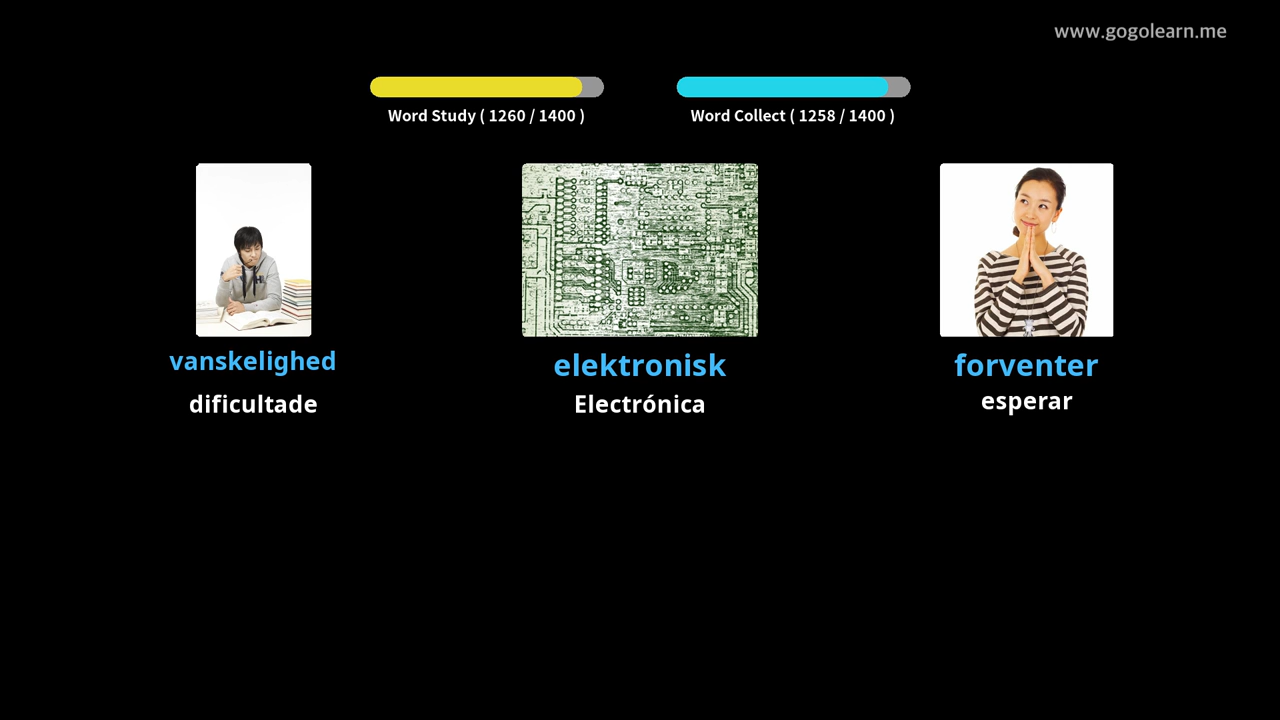 www.gogolearn.me
Word Study ( 1260 / 1400 )
Word Collect ( 1258 / 1400 )
vanskelighed
dificultade
elektronisk
Electrónica
forventer
esperar